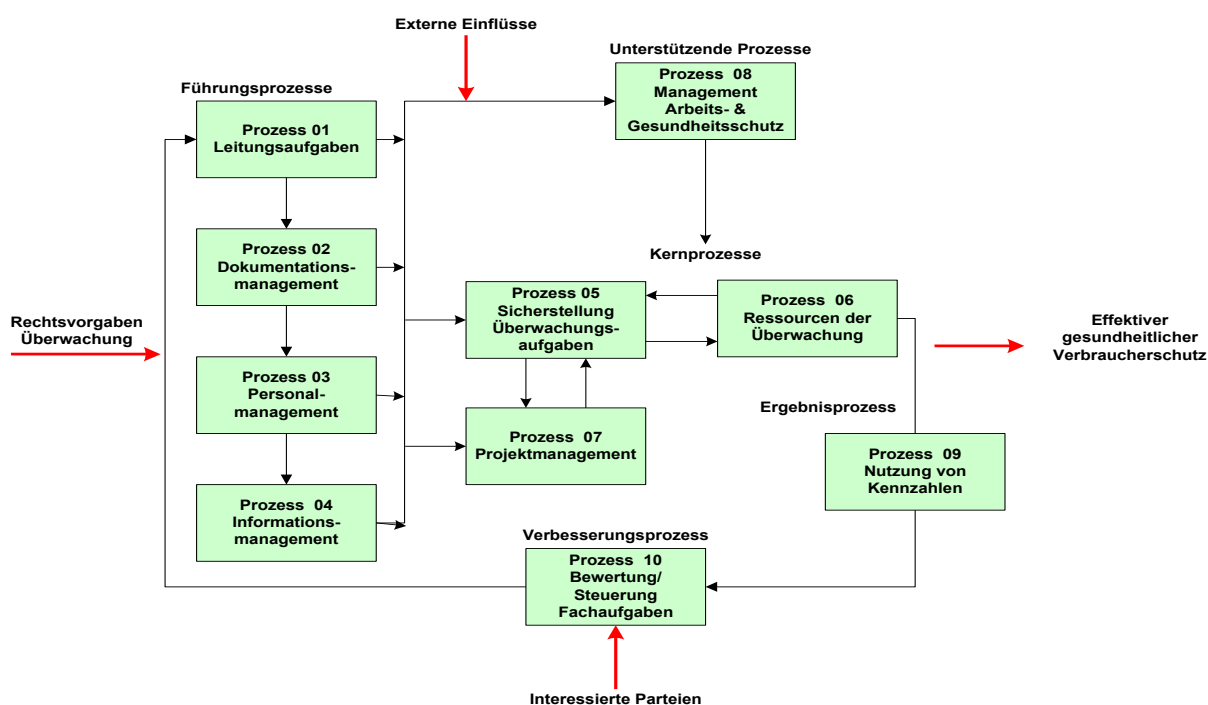 Externe Einflüsse
Unterstützende Prozesse
Prozess 08
Management
Arbeits- &
Gesundheitsschutz
Führungsprozesse
Prozess 01
Leitungsaufgaben
Prozess 02
Dokumentations-
management
Kernprozesse
Prozess 05
Sicherstellung
Überwachungs-
aufgaben
Prozess 06
Ressourcen der
Überwachung
Rechtsvorgaben
Überwachung
Effektiver
gesundheitlicher
Verbraucherschutz
Prozess 03
Personal-
management
Ergebnisprozess
Prozess 07
Projektmanagement
Prozess 09
Nutzung von
Kennzahlen
Prozess 04
Informations-
management
Verbesserungsprozess
Prozess 10
Bewertung/
Steuerung
Fachaufgaben
Interessierte Parteien